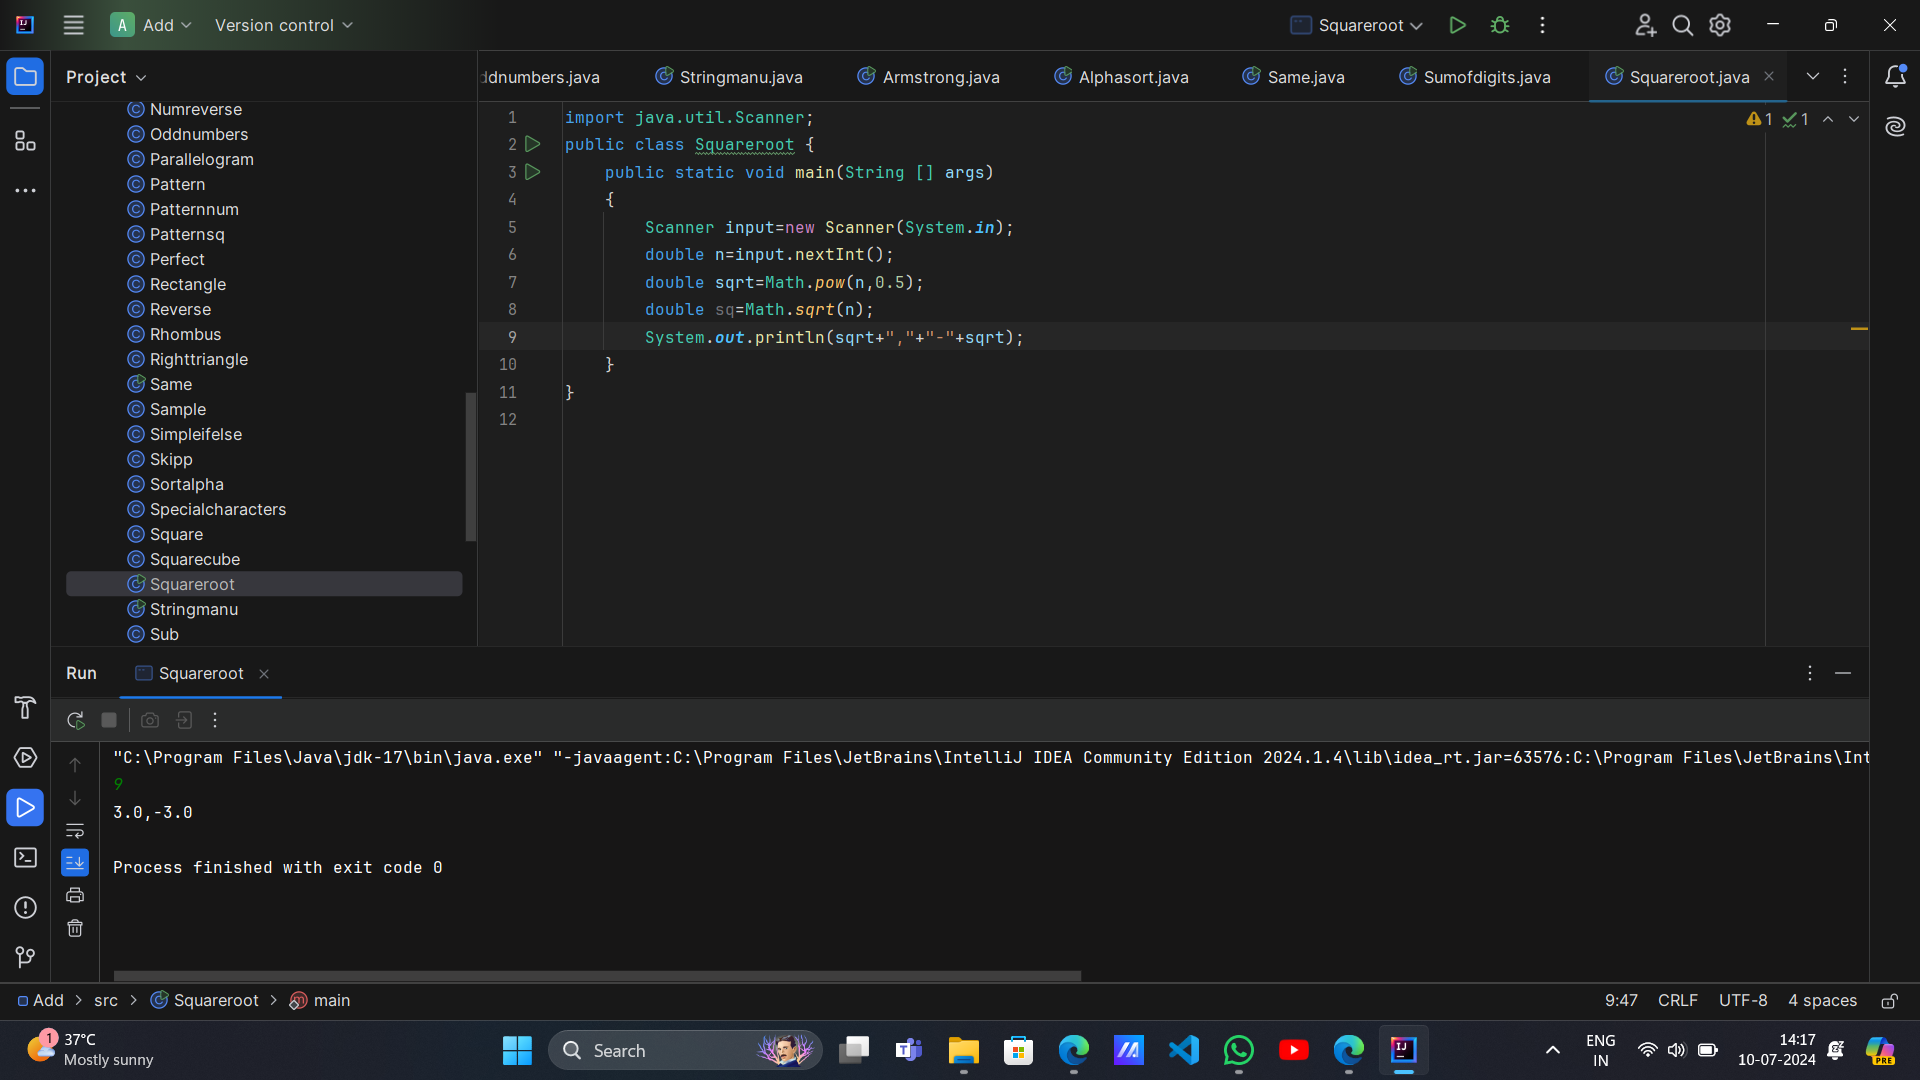 A Add Version control Squareroot
Project
ddnumbers.java Stringmanu.java Armstrong.java Alphasort.java Same.java Sumofdigits.java Squareroot.java
Numreverse
Oddnumbers
Parallelogram
Pattern
Patternnum
Patternsq
Perfect
Rectangle
Reverse
Rhombus
Righttriangle
Same
Sample
Simpleifelse
Skipp
Sortalpha
Specialcharacters
Square
Squarecube
Squareroot
Stringmanu
Sub
1 import java.util.Scanner;
2 public class Squareroot {
3 public static void main(String [] args)
4 {
5 Scanner input=new Scanner(System.in);
6 double n=input.nextInt();
7 double sqrt=Math.pow(n,0.5);
8 double sq=Math.sqrt(n);
9 System.out.println(sqrt+","+"-"+sqrt);
10 }
11 }
12
1 1
Run Squareroot
"C:\Program Files\Java\jdk-17\bin\java.exe" "-javaagent:C:\Program Files\JetBrains\IntelliJ IDEA Community Edition 2024.1.4\lib\idea_rt.jar=63576:C:\Program Files\JetBrains\Int
9
3.0,-3.0
Process finished with exit code 0
Add > src > Squareroot > main 9:47 CRLF UTF-8 4 spaces
1 37°C
Mostly sunny
Search
ENG
IN
14:17
10-07-2024
PRE